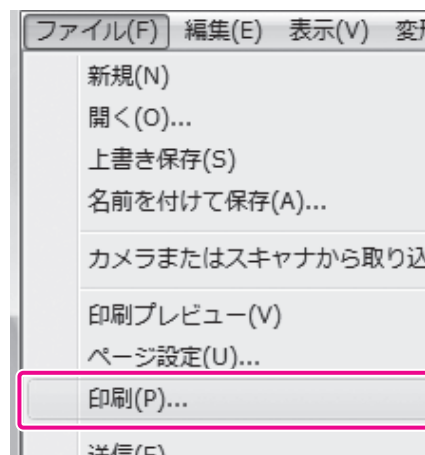 ファイル(F) 編集(E) 表示(V) 変
新規(N)
開く(O)...
上書き保存(S)
名前を付けて保存(A)...
カメラまたはスキャナから取り込
印刷プレビュー(V)
ページ設定(U)...
印刷(P)...